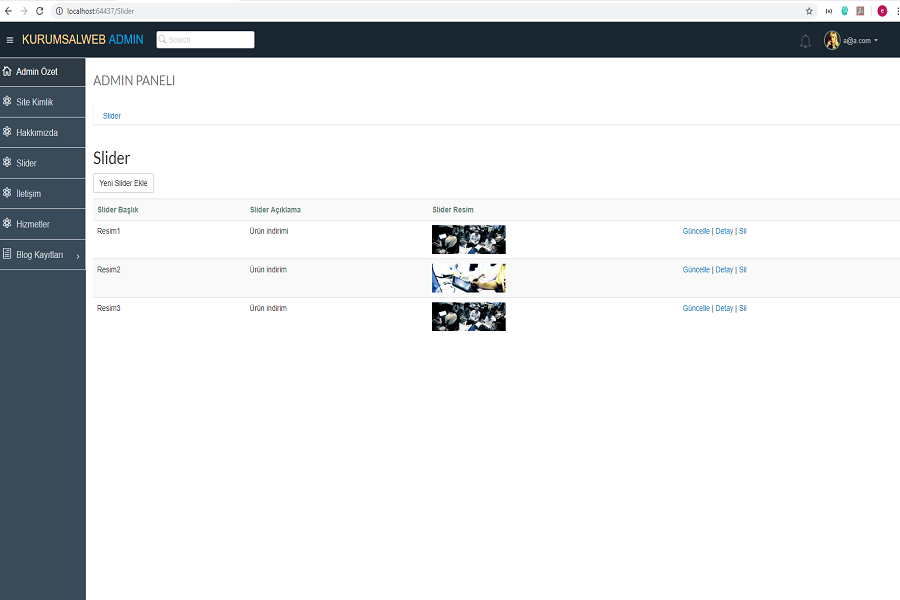 localhost:64437/Slider
KURUMSALWEB ADMIN
Search
a@a.com
Admin Özet
Site Kimlik
Hakkımızda
Slider
İletişim
Hizmetler
Blog Kayıtları
ADMIN PANELI
Slider
Slider
Yeni Slider Ekle
Slider Başlık Slider Açıklama Slider Resim
Resim1 Ürün indirimi Güncelle | Detay | Sil
Resim2 Ürün indirim Güncelle | Detay | Sil
Resim3 Ürün indirim Güncelle | Detay | Sil